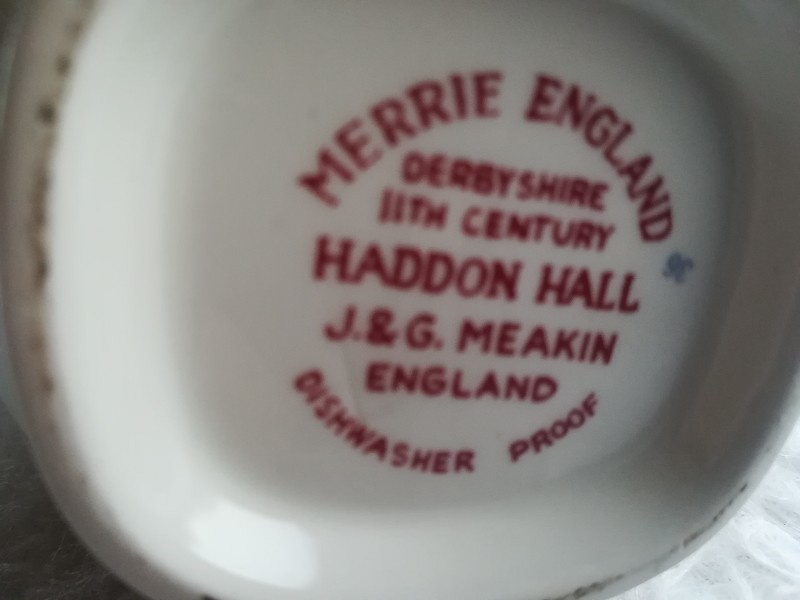 MERRIE ENGLAND
DERBYSHIRE
11TH CENTURY
HADDON HALL
J.&G. MEAKIN
ENGLAND
DISHWASHER PROOF